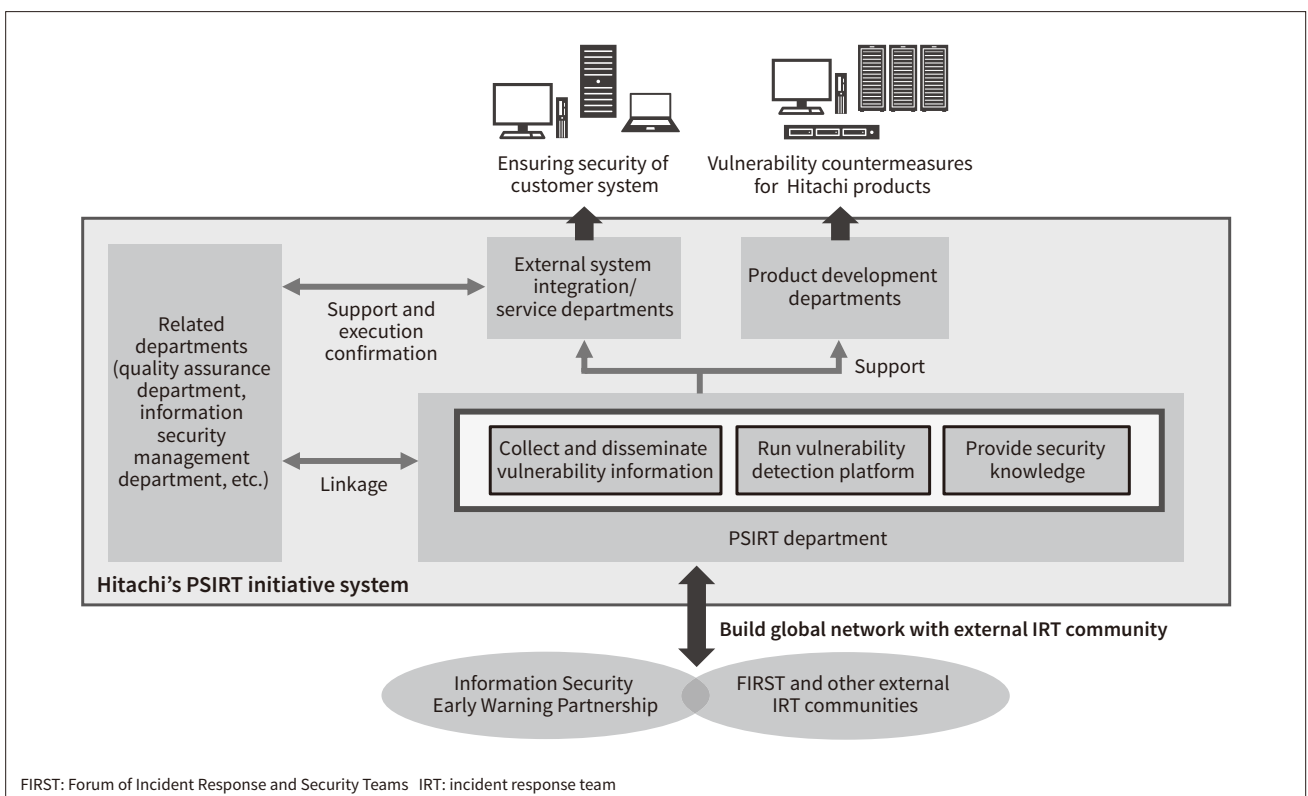 Ensuring security of
customer system
Vulnerability countermeasures
for Hitachi products
External system
integration/
service departments
Product development
departments
Support and
execution
confirmation
Related
departments
(quality assurance
department,
information
security
management
department, etc.)
Support
Collect and disseminate
vulnerability information
Run vulnerability
detection platform
Provide security
knowledge
Linkage
PSIRT department
Hitachi’s PSIRT initiative system
Build global network with external IRT community
Information Security
Early Warning Partnership
FIRST and other external
IRT communities
FIRST: Forum of Incident Response and Security Teams IRT: incident response team